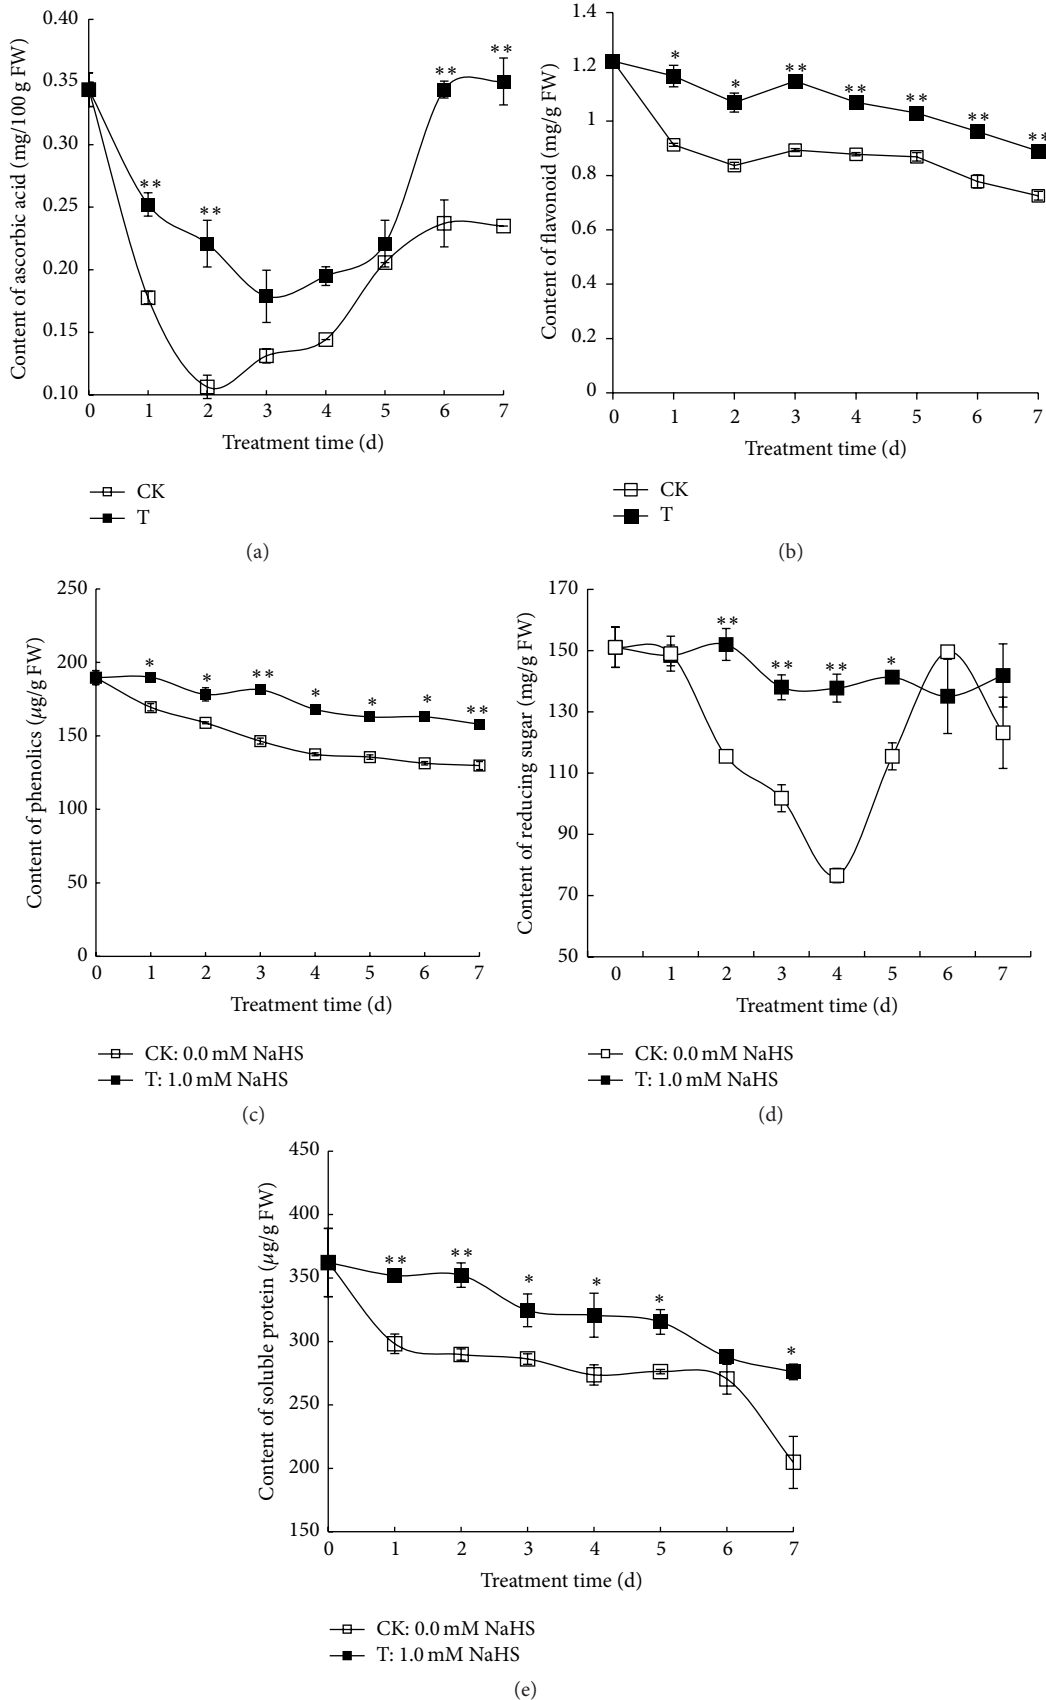 Content of ascorbic acid (mg/100 g FW)
0.40
0.35
0.30
0.25
0.20
0.15
0.10
** ** ** **
0 1 2 3 4 5 6 7
Treatment time (d)
CK
T
(a)
Content of flavonoid (mg/g FW)
1.4
1.2
1
0.8
0.6
0.4
0.2
0
* * ** ** ** ** **
0 1 2 3 4 5 6 7
Treatment time (d)
CK
T
(b)
Content of phenolics (μg/g FW)
250
200
150
100
50
0
* * ** * * * **
0 1 2 3 4 5 6 7
Treatment time (d)
CK: 0.0 mM NaHS
T: 1.0 mM NaHS
(c)
Content of reducing sugar (mg/g FW)
170
150
130
110
90
70
50
** ** ** *
0 1 2 3 4 5 6 7
Treatment time (d)
CK: 0.0 mM NaHS
T: 1.0 mM NaHS
(d)
Content of soluble protein (μg/g FW)
450
400
350
300
250
200
150
** ** * * * *
0 1 2 3 4 5 6 7
Treatment time (d)
CK: 0.0 mM NaHS
T: 1.0 mM NaHS
(e)